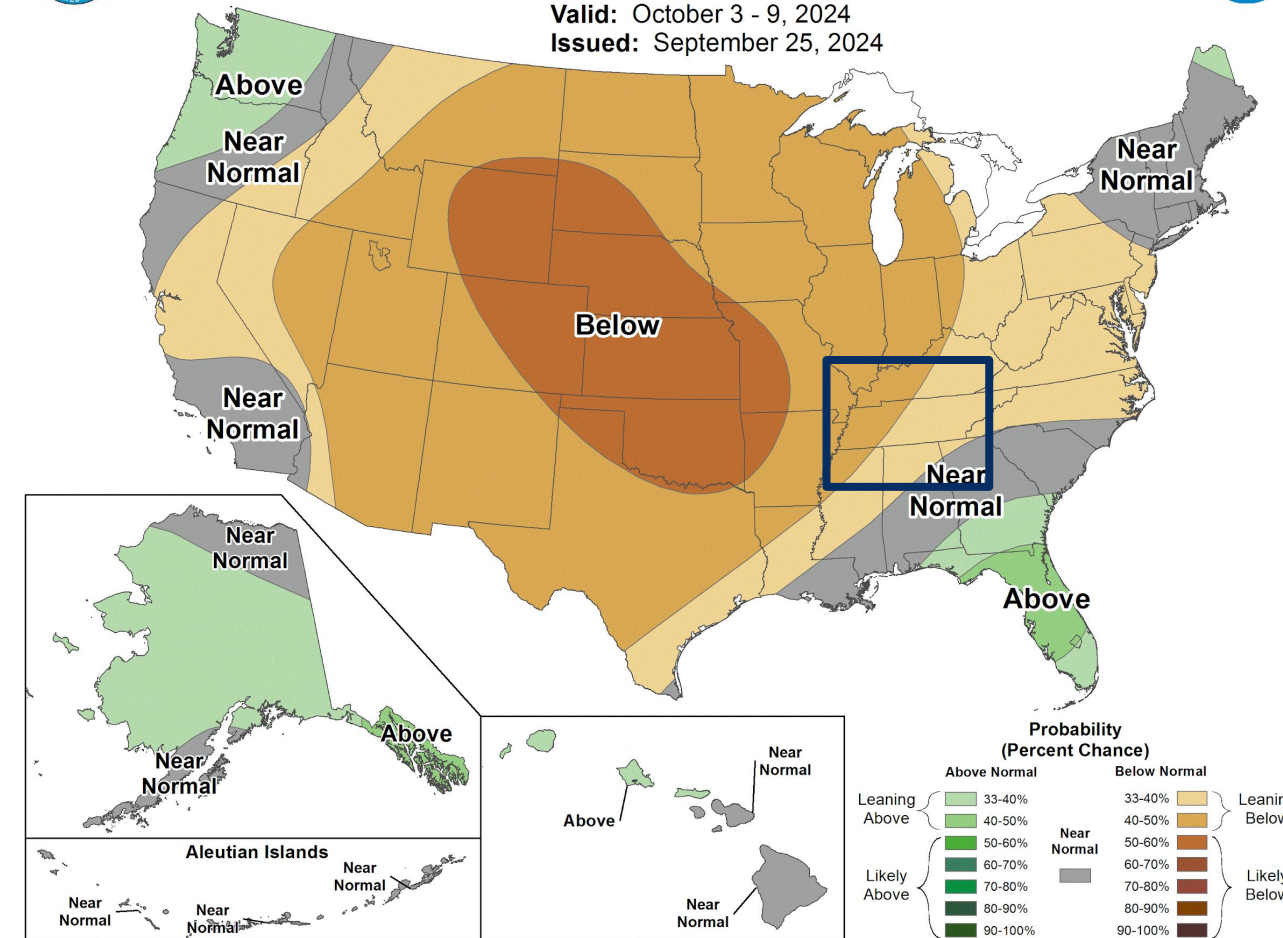 Valid: October 3 - 9, 2024
Issued: September 25, 2024
Above
Near
Normal
Near
Normal
Below
Near
Normal
Near
Normal
Above
Near
Normal
Above
Near
Normal
Near
Normal
Above
Near
Normal
Aleutian Islands
Near
Normal
Near
Normal
Near
Normal
Probability
(Percent Chance)
Above Normal
Below Normal
Leaning
Above
33-40%
40-50%
Likely
Above
50-60%
60-70%
70-80%
80-90%
90-100%
Near
Normal
33-40%
40-50%
50-60%
60-70%
70-80%
80-90%
90-100%
Leanin
Below
Likely
Below